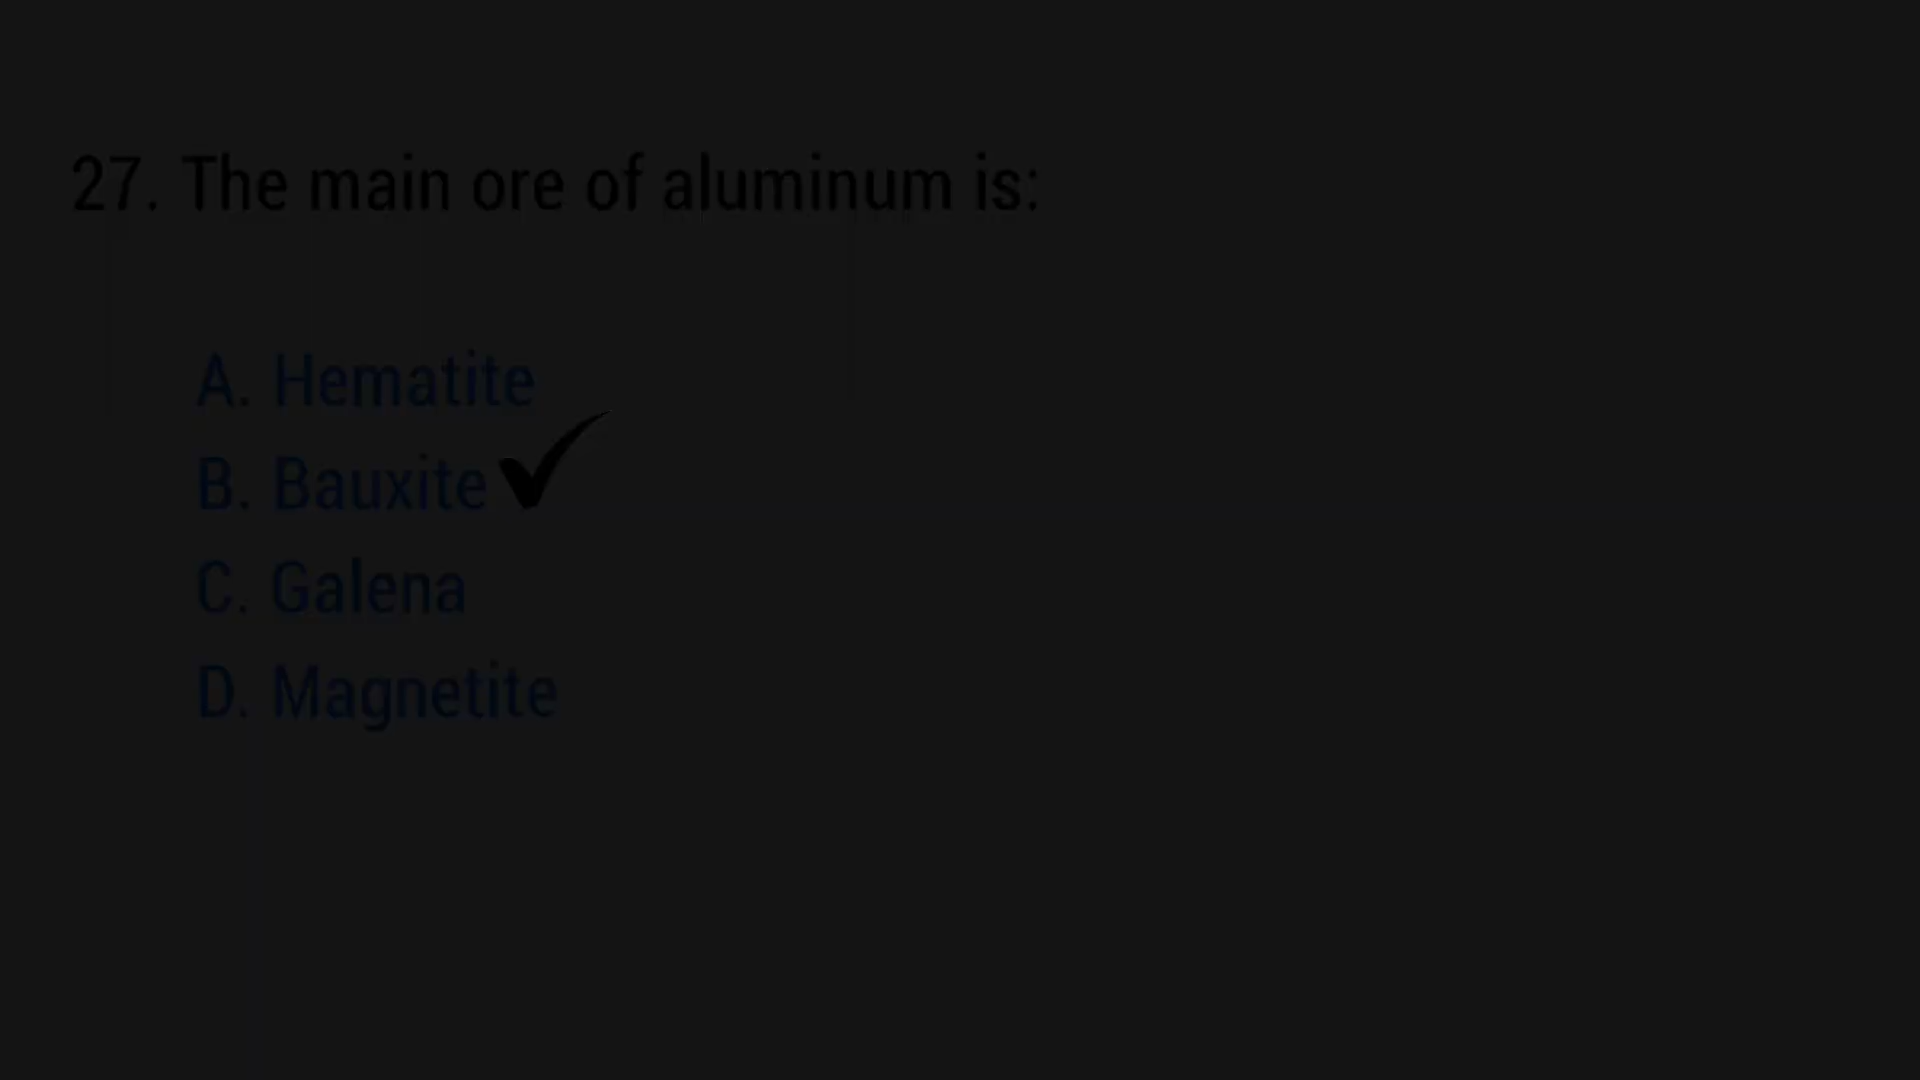 27. The main ore of aluminum is:
A. Hematite
B. Bauxite
C. Galena
D. Magnetite